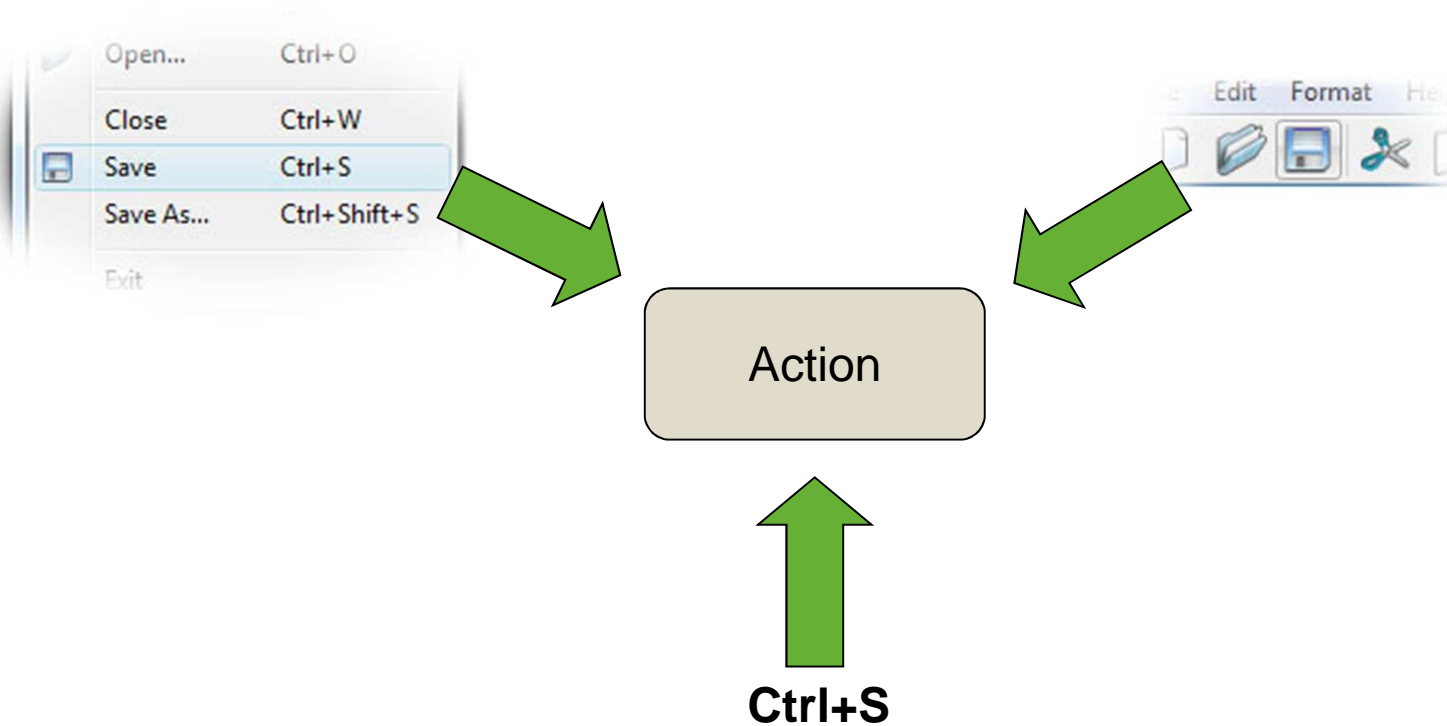 Open... Ctrl+O
Close Ctrl+W
Save Ctrl+S
Save As... Ctrl+Shift+S
Exit
Edit Format
Action
Ctrl+S